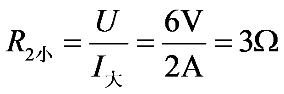 R₂小 = U/I大 = 6V/2A = 3Ω